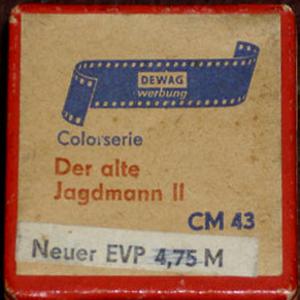 DEWAG
werbung
Colorserie
Der alte
Jagdmann II
CM 43
Neuer EVP 4,75 M